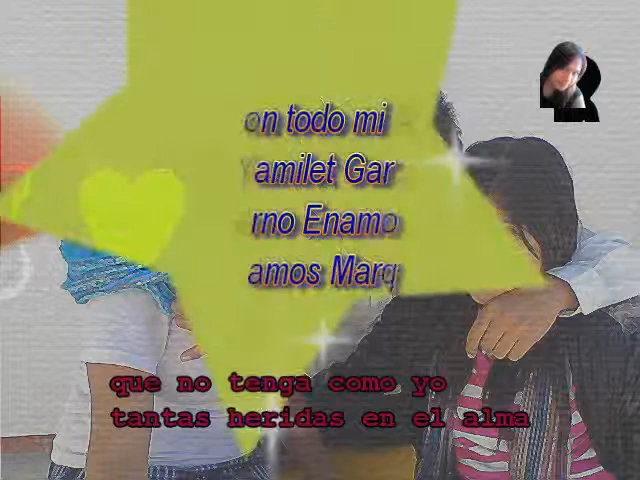 on todo mi
amilet Gar
rno Enamo
amos Marq
que no tenga como yo
tantas heridas en el alma